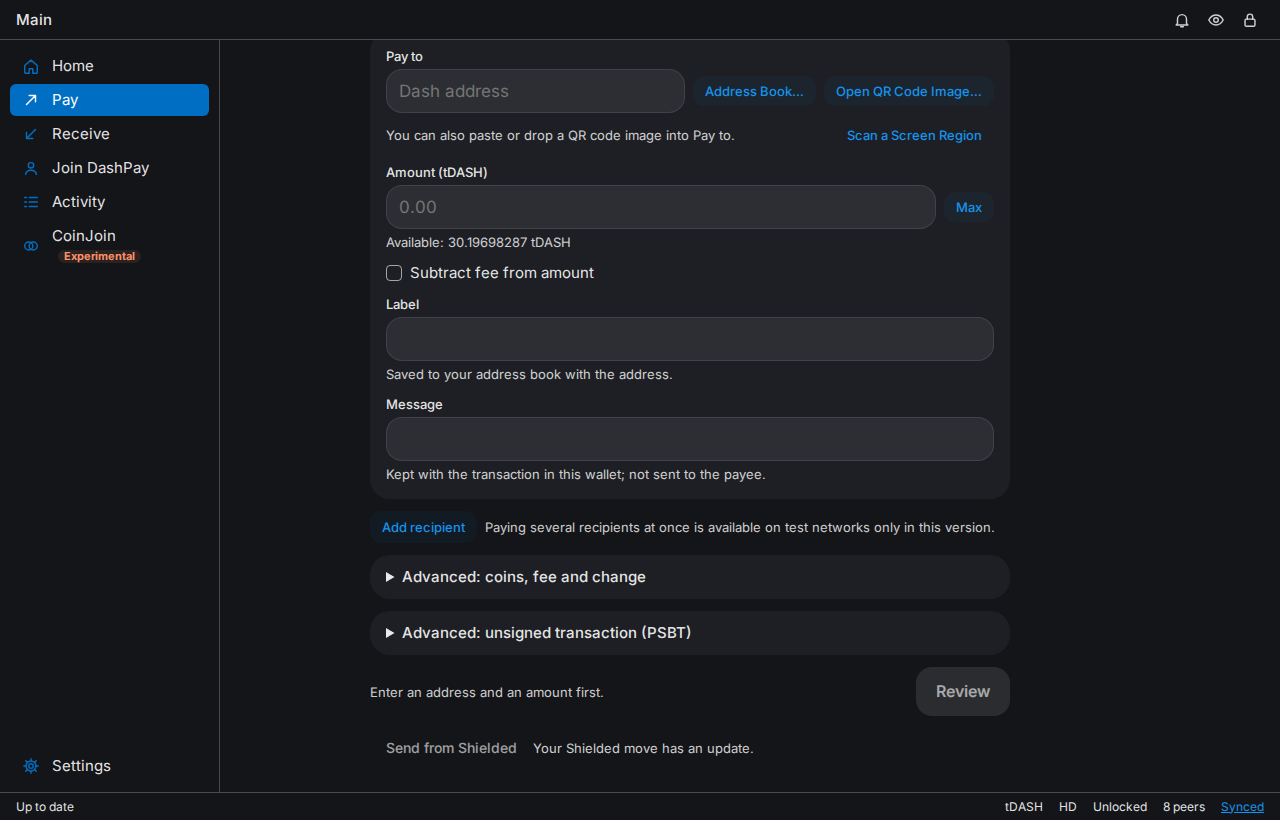 Main
Home
Pay
Receive
Join DashPay
Activity
CoinJoin
Experimental
Settings
Pay to
Dash address
Address Book...
Open QR Code Image...
You can also paste or drop a QR code image into Pay to.
Scan a Screen Region
Amount (tDASH)
0.00
Max
Available: 30.19698287 tDASH
Subtract fee from amount
Label
Saved to your address book with the address.
Message
Kept with the transaction in this wallet; not sent to the payee.
Add recipient
Paying several recipients at once is available on test networks only in this version.
Advanced: coins, fee and change
Advanced: unsigned transaction (PSBT)
Enter an address and an amount first.
Review
Send from Shielded
Your Shielded move has an update.
Up to date
tDASH
HD
Unlocked
8 peers
Synced